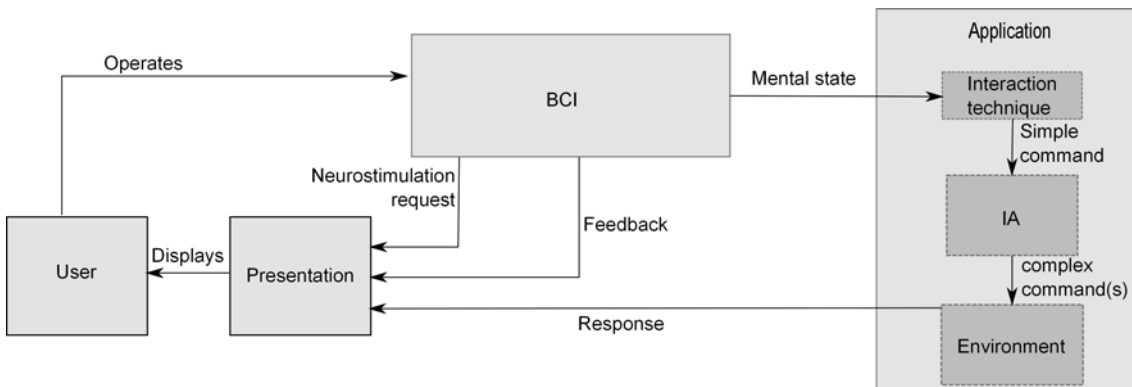 Application
Operates
BCI
Mental state
Interaction
technique
Simple
command
Neurostimulation
request
IA
Feedback
User
Displays
Presentation
complex
command(s)
Response
Environment